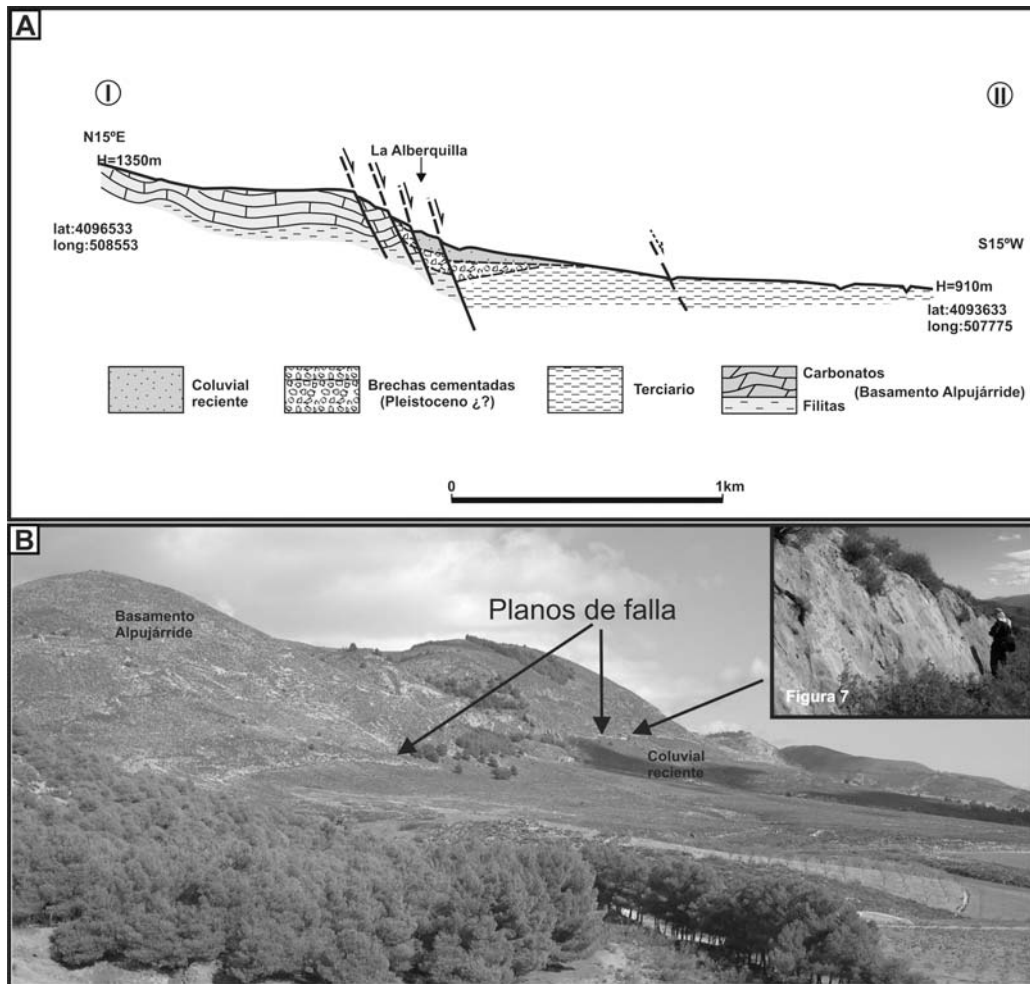 A
I
II
N15ºE
H=1350m
La Alberquilla
lat:4096533
long:508553
S15ºW
H=910m
lat:4093633
long:507775
Coluvial
reciente
Brechas cementadas
(Pleistoceno ¿?)
Terciario
Carbonatos
(Basamento Alpujárride)
Filitas
0
1km
B
Basamento
Alpujárride
Planos de falla
Coluvial
reciente
Figura 7